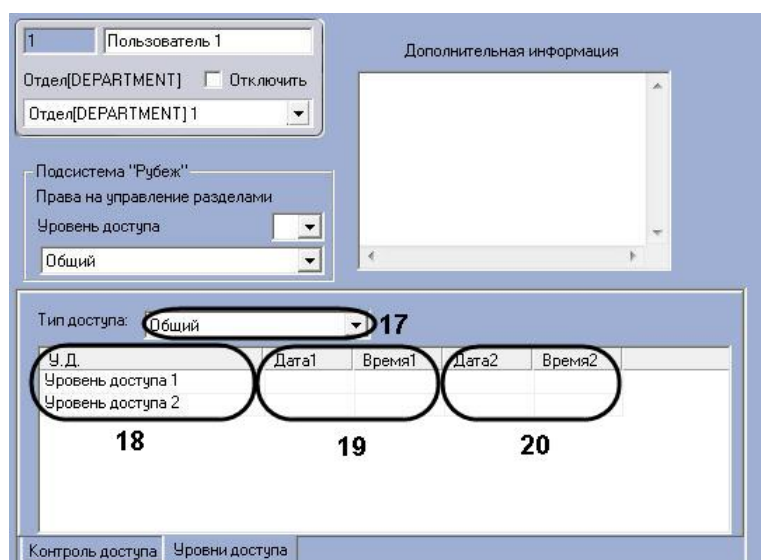 1 Пользователь 1
Дополнительная информация
Отдел[DEPARTMENT] Отключить
Отдел[DEPARTMENT] 1
Подсистема "Рубеж"
Права на управление разделами
Уровень доступа
Общий
Тип доступа: Общий 17
У.Д. Дата1 Время1 Дата2 Время2
Уровень доступа 1
Уровень доступа 2
18 19 20
Контроль доступа Уровни доступа